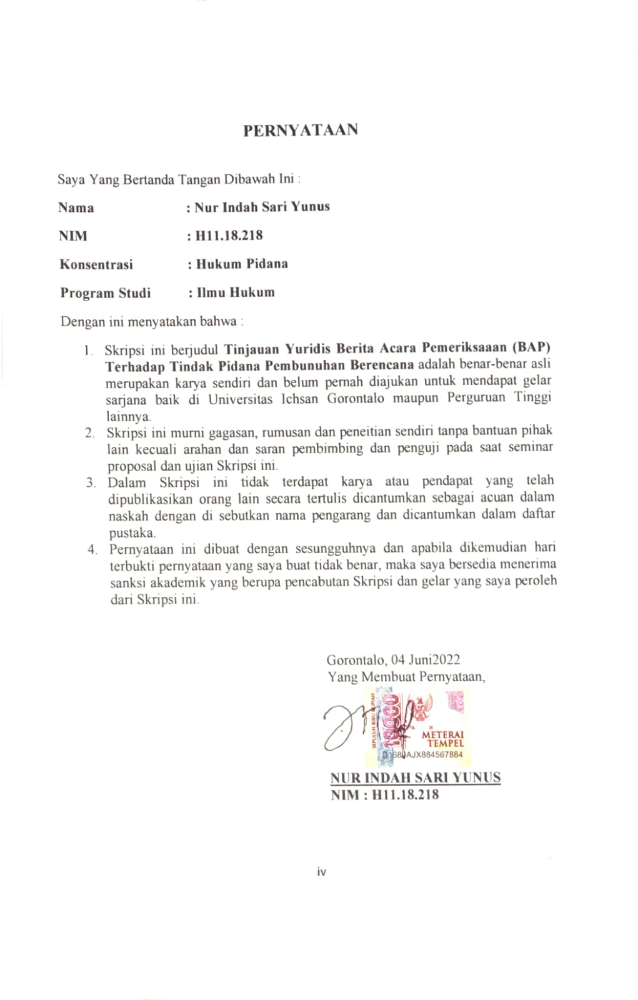 PERNYATAAN
Saya Yang Bertanda Tangan Dibawah Ini :
Nama : Nur Indah Sari Yunus
NIM : H11.18.218
Konsentrasi : Hukum Pidana
Program Studi : Ilmu Hukum
Dengan ini menyatakan bahwa :
1. Skripsi ini berjudul Tinjauan Yuridis Berita Acara Pemeriksaaan (BAP)
Terhadap Tindak Pidana Pembunuhan Berencana adalah benar-benar asli
merupakan karya sendiri dan belum pernah diajukan untuk mendapat gelar
sarjana baik di Universitas Ichsan Gorontalo maupun Perguruan Tinggi
lainnya.
2. Skripsi ini murni gagasan, rumusan dan peneitian sendiri tanpa bantuan pihak
lain kecuali arahan dan saran pembimbing dan penguji pada saat seminar
proposal dan ujian Skripsi ini.
3. Dalam Skripsi ini tidak terdapat karya atau pendapat yang telah
dipublikasikan orang lain secara tertulis dicantumkan sebagai acuan dalam
naskah dengan di sebutkan nama pengarang dan dicantumkan dalam daftar
pustaka.
4. Pernyataan ini dibuat dengan sesungguhnya dan apabila dikemudian hari
terbukti pernyataan yang saya buat tidak benar, maka saya bersedia menerima
sanksi akademik yang berupa pencabutan Skripsi dan gelar yang saya peroleh
dari Skripsi ini.
Gorontalo, 04 Juni2022
Yang Membuat Pernyataan,
SEPULUH RIBU RUPIAH
10000
METERAI
TEMPEL
NUR INDAH SARI YUNUS
NIM : H11.18.218
iv